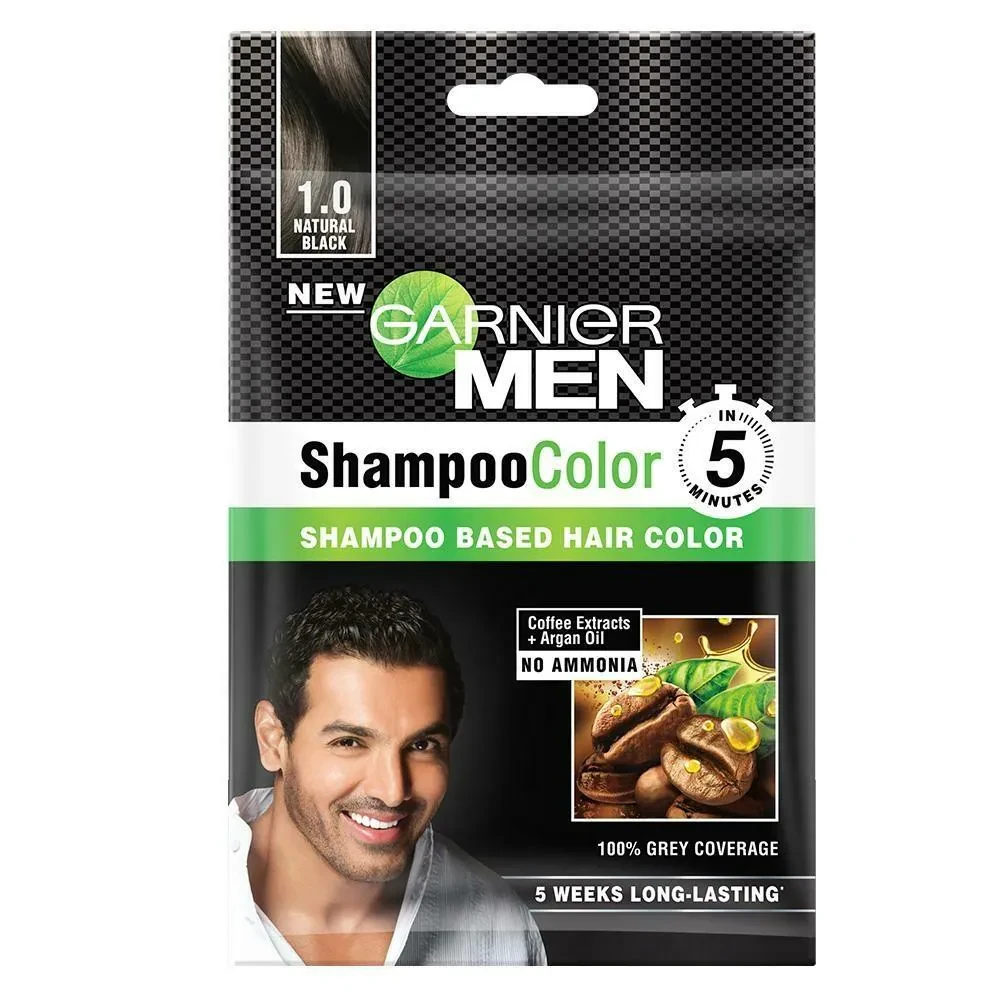 1.0
NATURAL
BLACK
NEW
GARNIER
MEN
ShampooColor
IN
5
MINUTES
SHAMPOO BASED HAIR COLOR
Coffee Extracts
+ Argan Oil
NO AMMONIA
100% GREY COVERAGE
5 WEEKS LONG-LASTING*